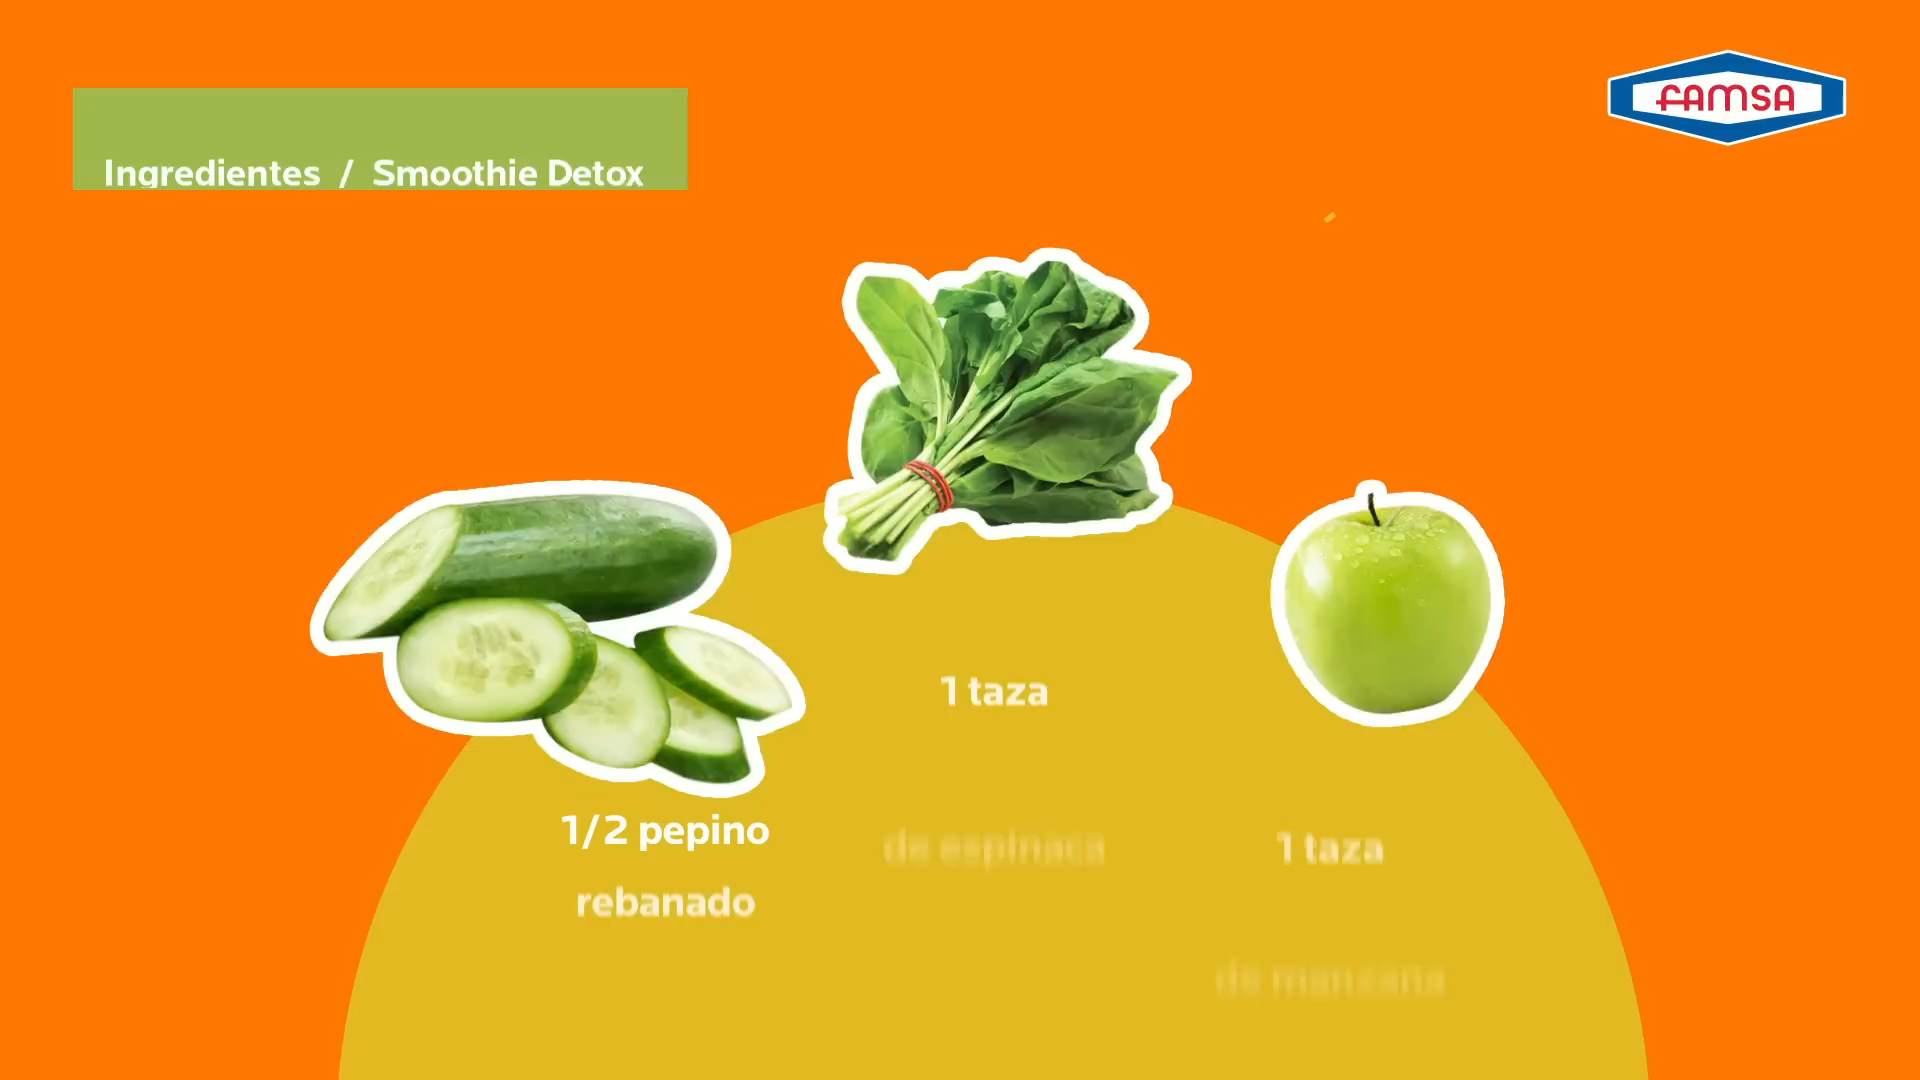 Ingredientes / Smoothie Detox
FAMSA
1/2 pepino
rebanado
1 taza
de espinaca
1 taza
de manzana